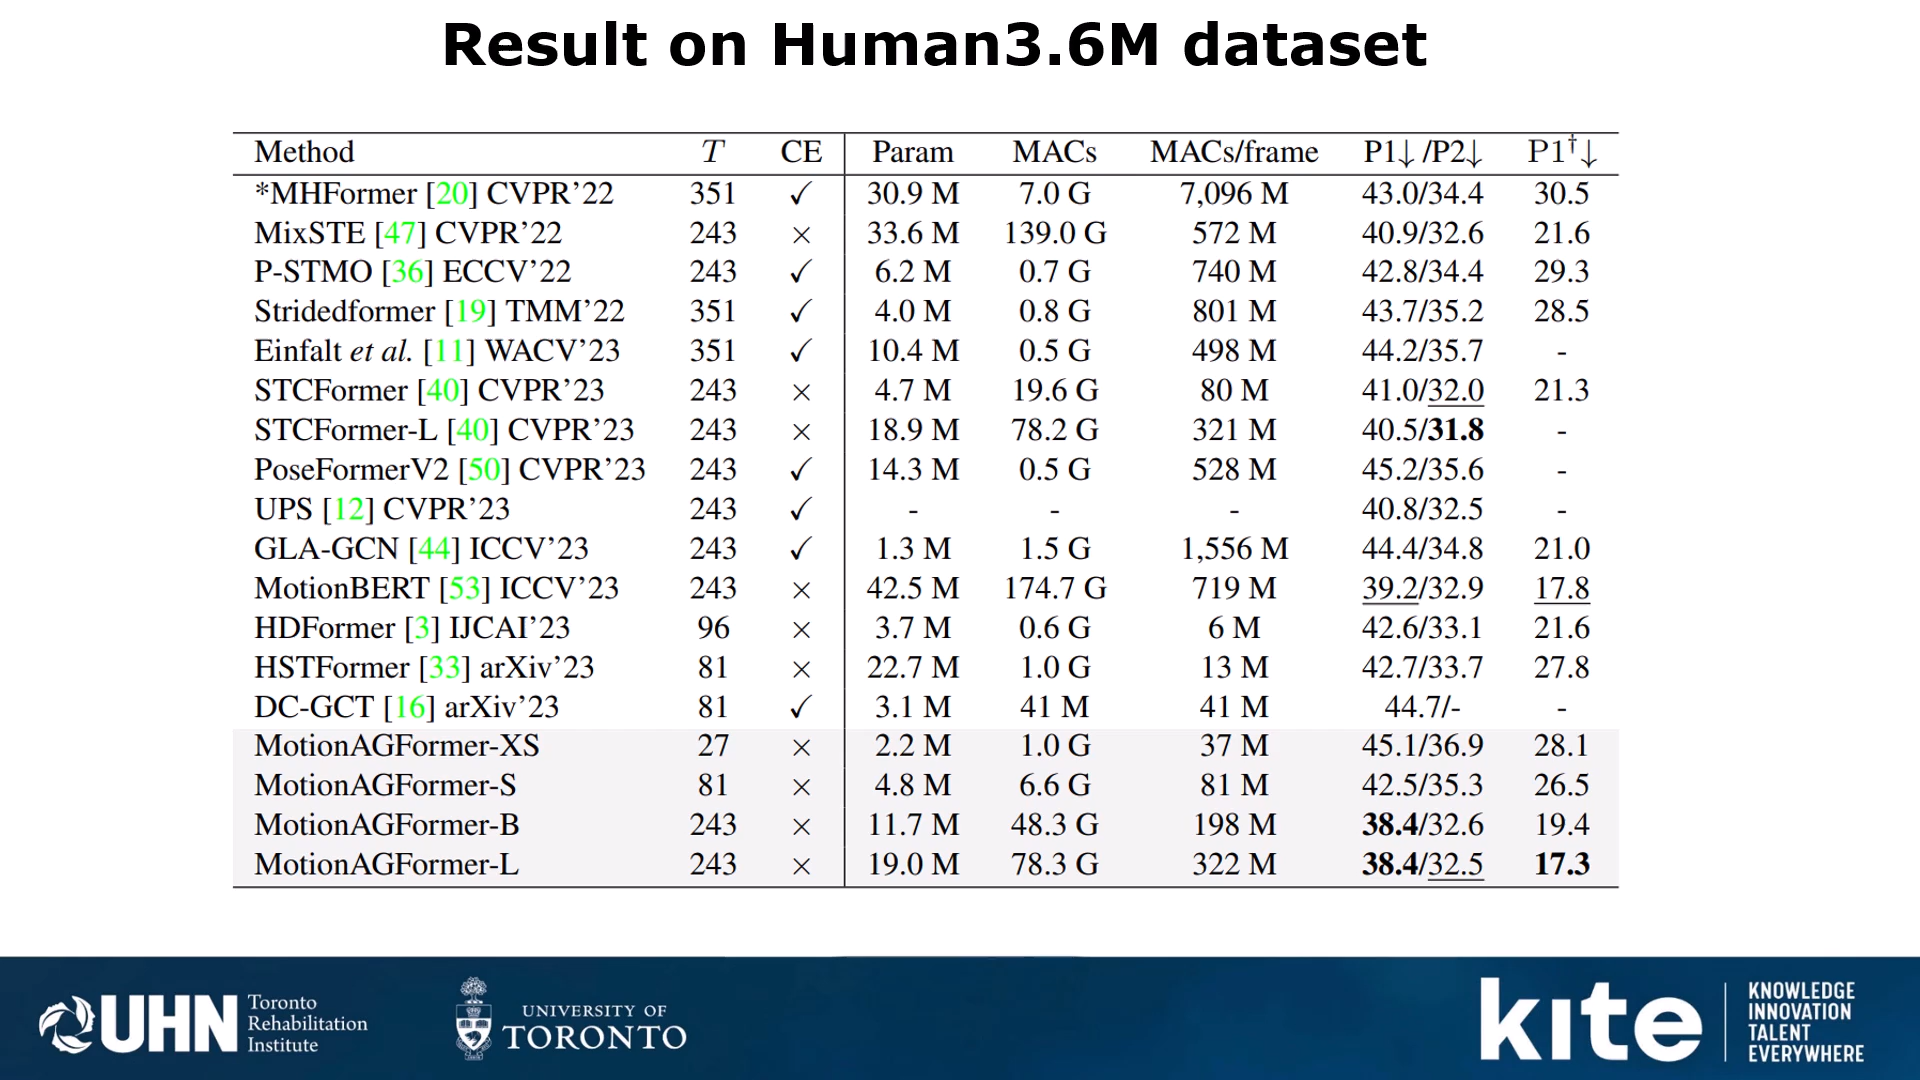 Result on Human3.6M dataset
Method T CE Param MACs MACs/frame P1↓ /P2↓ P1†↓
*MHFormer [20] CVPR’22 351 ✓ 30.9 M 7.0 G 7,096 M 43.0/34.4 30.5
MixSTE [47] CVPR’22 243 × 33.6 M 139.0 G 572 M 40.9/32.6 21.6
P-STMO [36] ECCV’22 243 ✓ 6.2 M 0.7 G 740 M 42.8/34.4 29.3
Stridedformer [19] TMM’22 351 ✓ 4.0 M 0.8 G 801 M 43.7/35.2 28.5
Einfalt et al. [11] WACV’23 351 ✓ 10.4 M 0.5 G 498 M 44.2/35.7 -
STCFormer [40] CVPR’23 243 × 4.7 M 19.6 G 80 M 41.0/32.0 21.3
STCFormer-L [40] CVPR’23 243 × 18.9 M 78.2 G 321 M 40.5/31.8 -
PoseFormerV2 [50] CVPR’23 243 ✓ 14.3 M 0.5 G 528 M 45.2/35.6 -
UPS [12] CVPR’23 243 ✓ - - - 40.8/32.5 -
GLA-GCN [44] ICCV’23 243 ✓ 1.3 M 1.5 G 1,556 M 44.4/34.8 21.0
MotionBERT [53] ICCV’23 243 × 42.5 M 174.7 G 719 M 39.2/32.9 17.8
HDFormer [3] IJCAI’23 96 × 3.7 M 0.6 G 6 M 42.6/33.1 21.6
HSTFormer [33] arXiv’23 81 × 22.7 M 1.0 G 13 M 42.7/33.7 27.8
DC-GCT [16] arXiv’23 81 ✓ 3.1 M 41 M 41 M 44.7/- -
MotionAGFormer-XS 27 × 2.2 M 1.0 G 37 M 45.1/36.9 28.1
MotionAGFormer-S 81 × 4.8 M 6.6 G 81 M 42.5/35.3 26.5
MotionAGFormer-B 243 × 11.7 M 48.3 G 198 M 38.4/32.6 19.4
MotionAGFormer-L 243 × 19.0 M 78.3 G 322 M 38.4/32.5 17.3
UHN
Toronto
Rehabilitation
Institute
UNIVERSITY OF
TORONTO
kite
KNOWLEDGE
INNOVATION
TALENT
EVERYWHERE